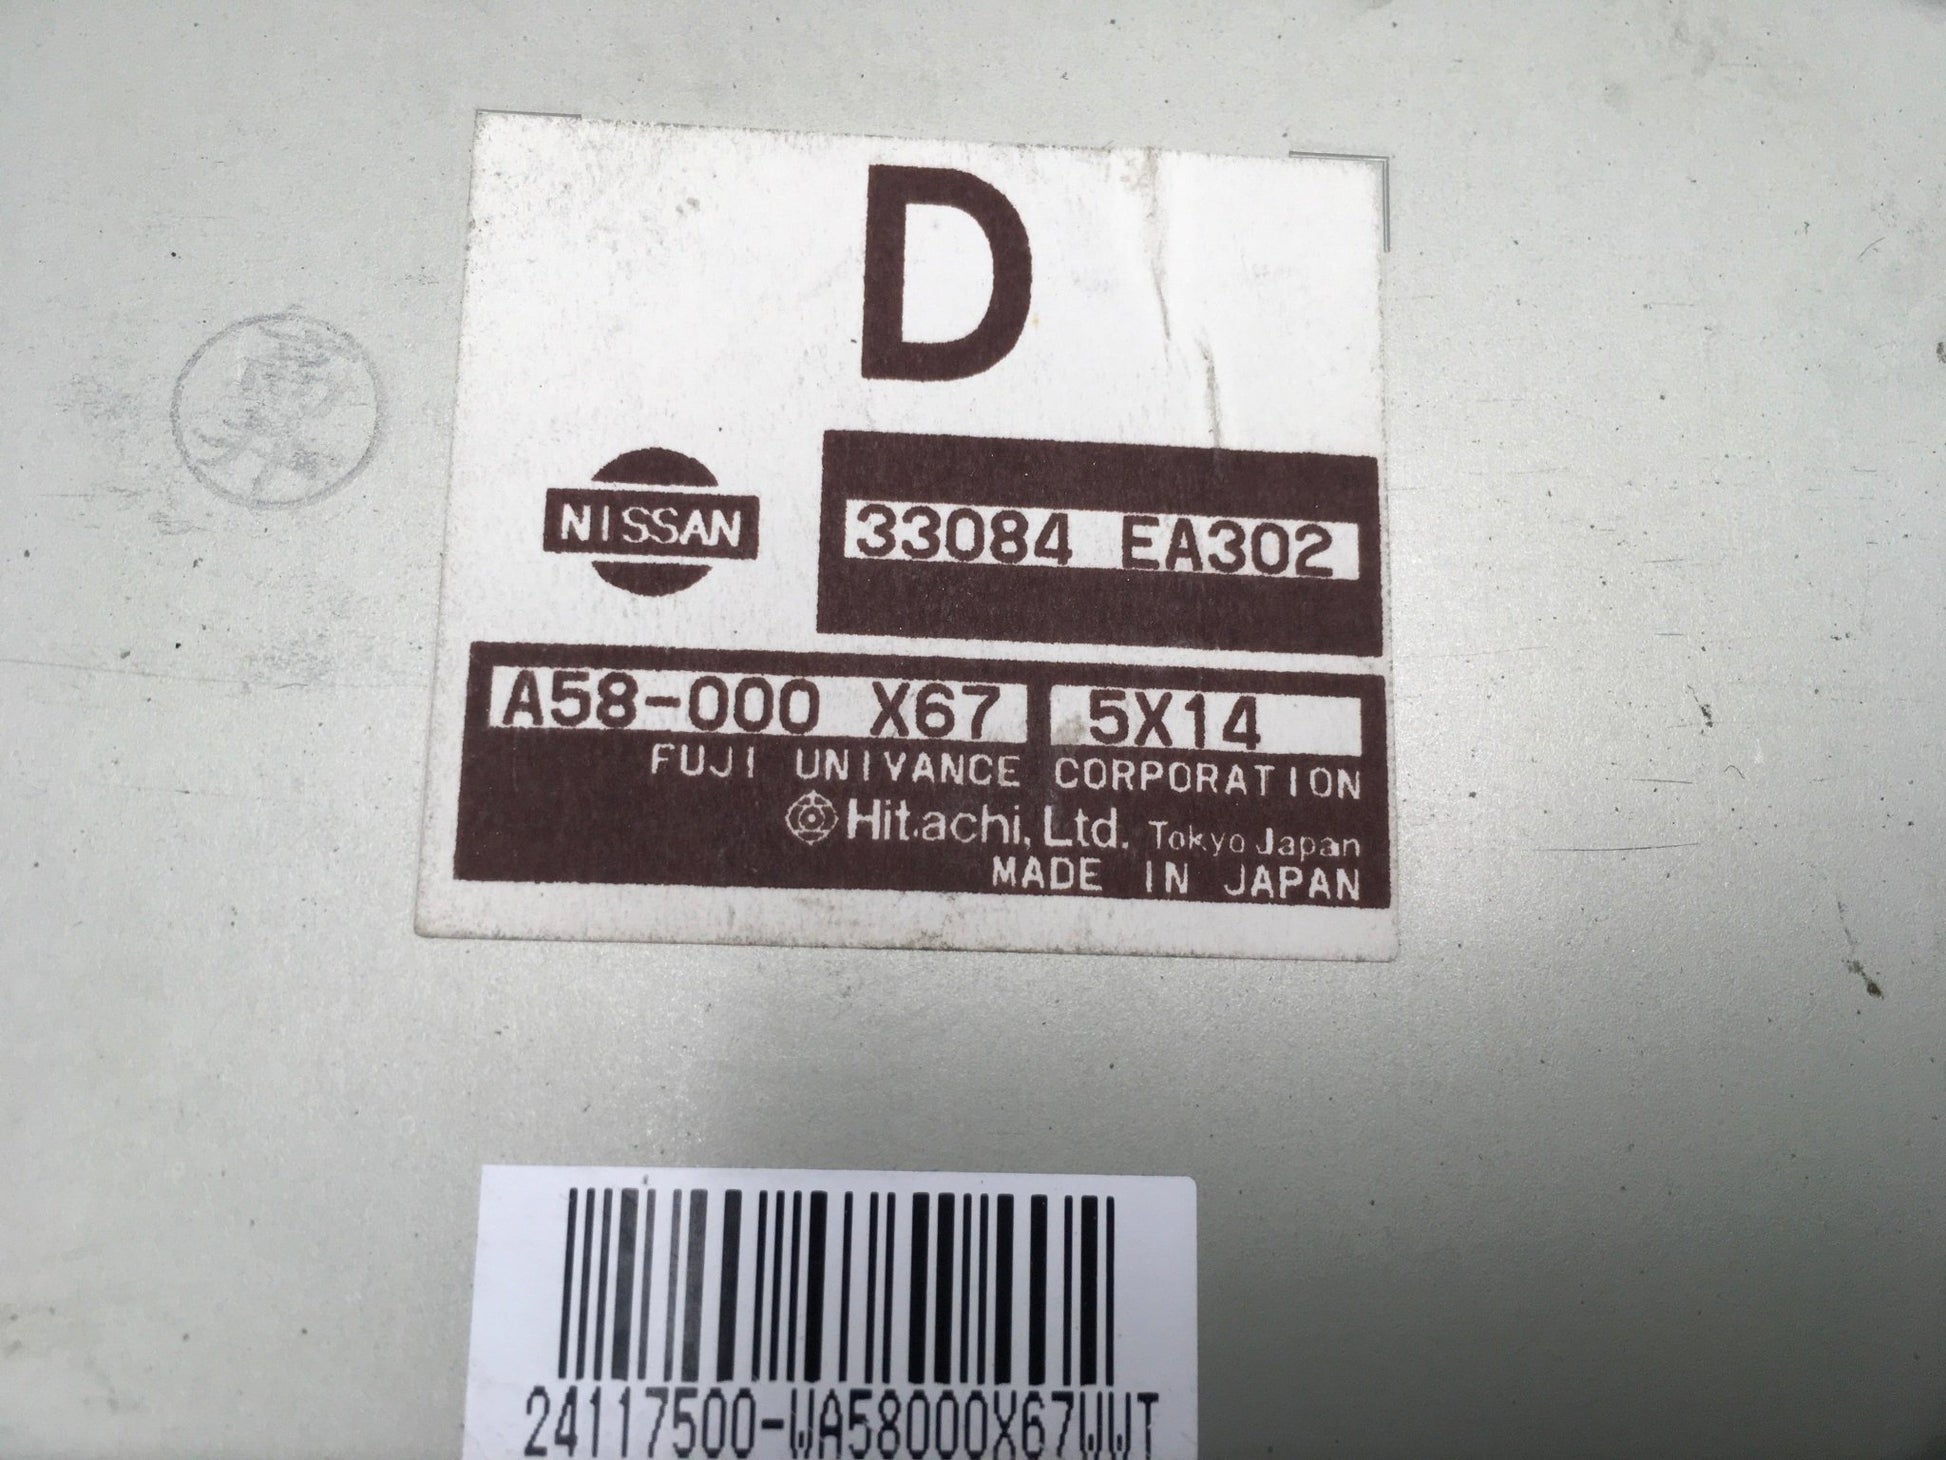 D
NISSAN
33084 EA302
A58-000 X67 5X14
FUJI UNIVANCE CORPORATION
Hitachi, Ltd. Tokyo Japan
MADE IN JAPAN
24117500-WA58000X67WWT